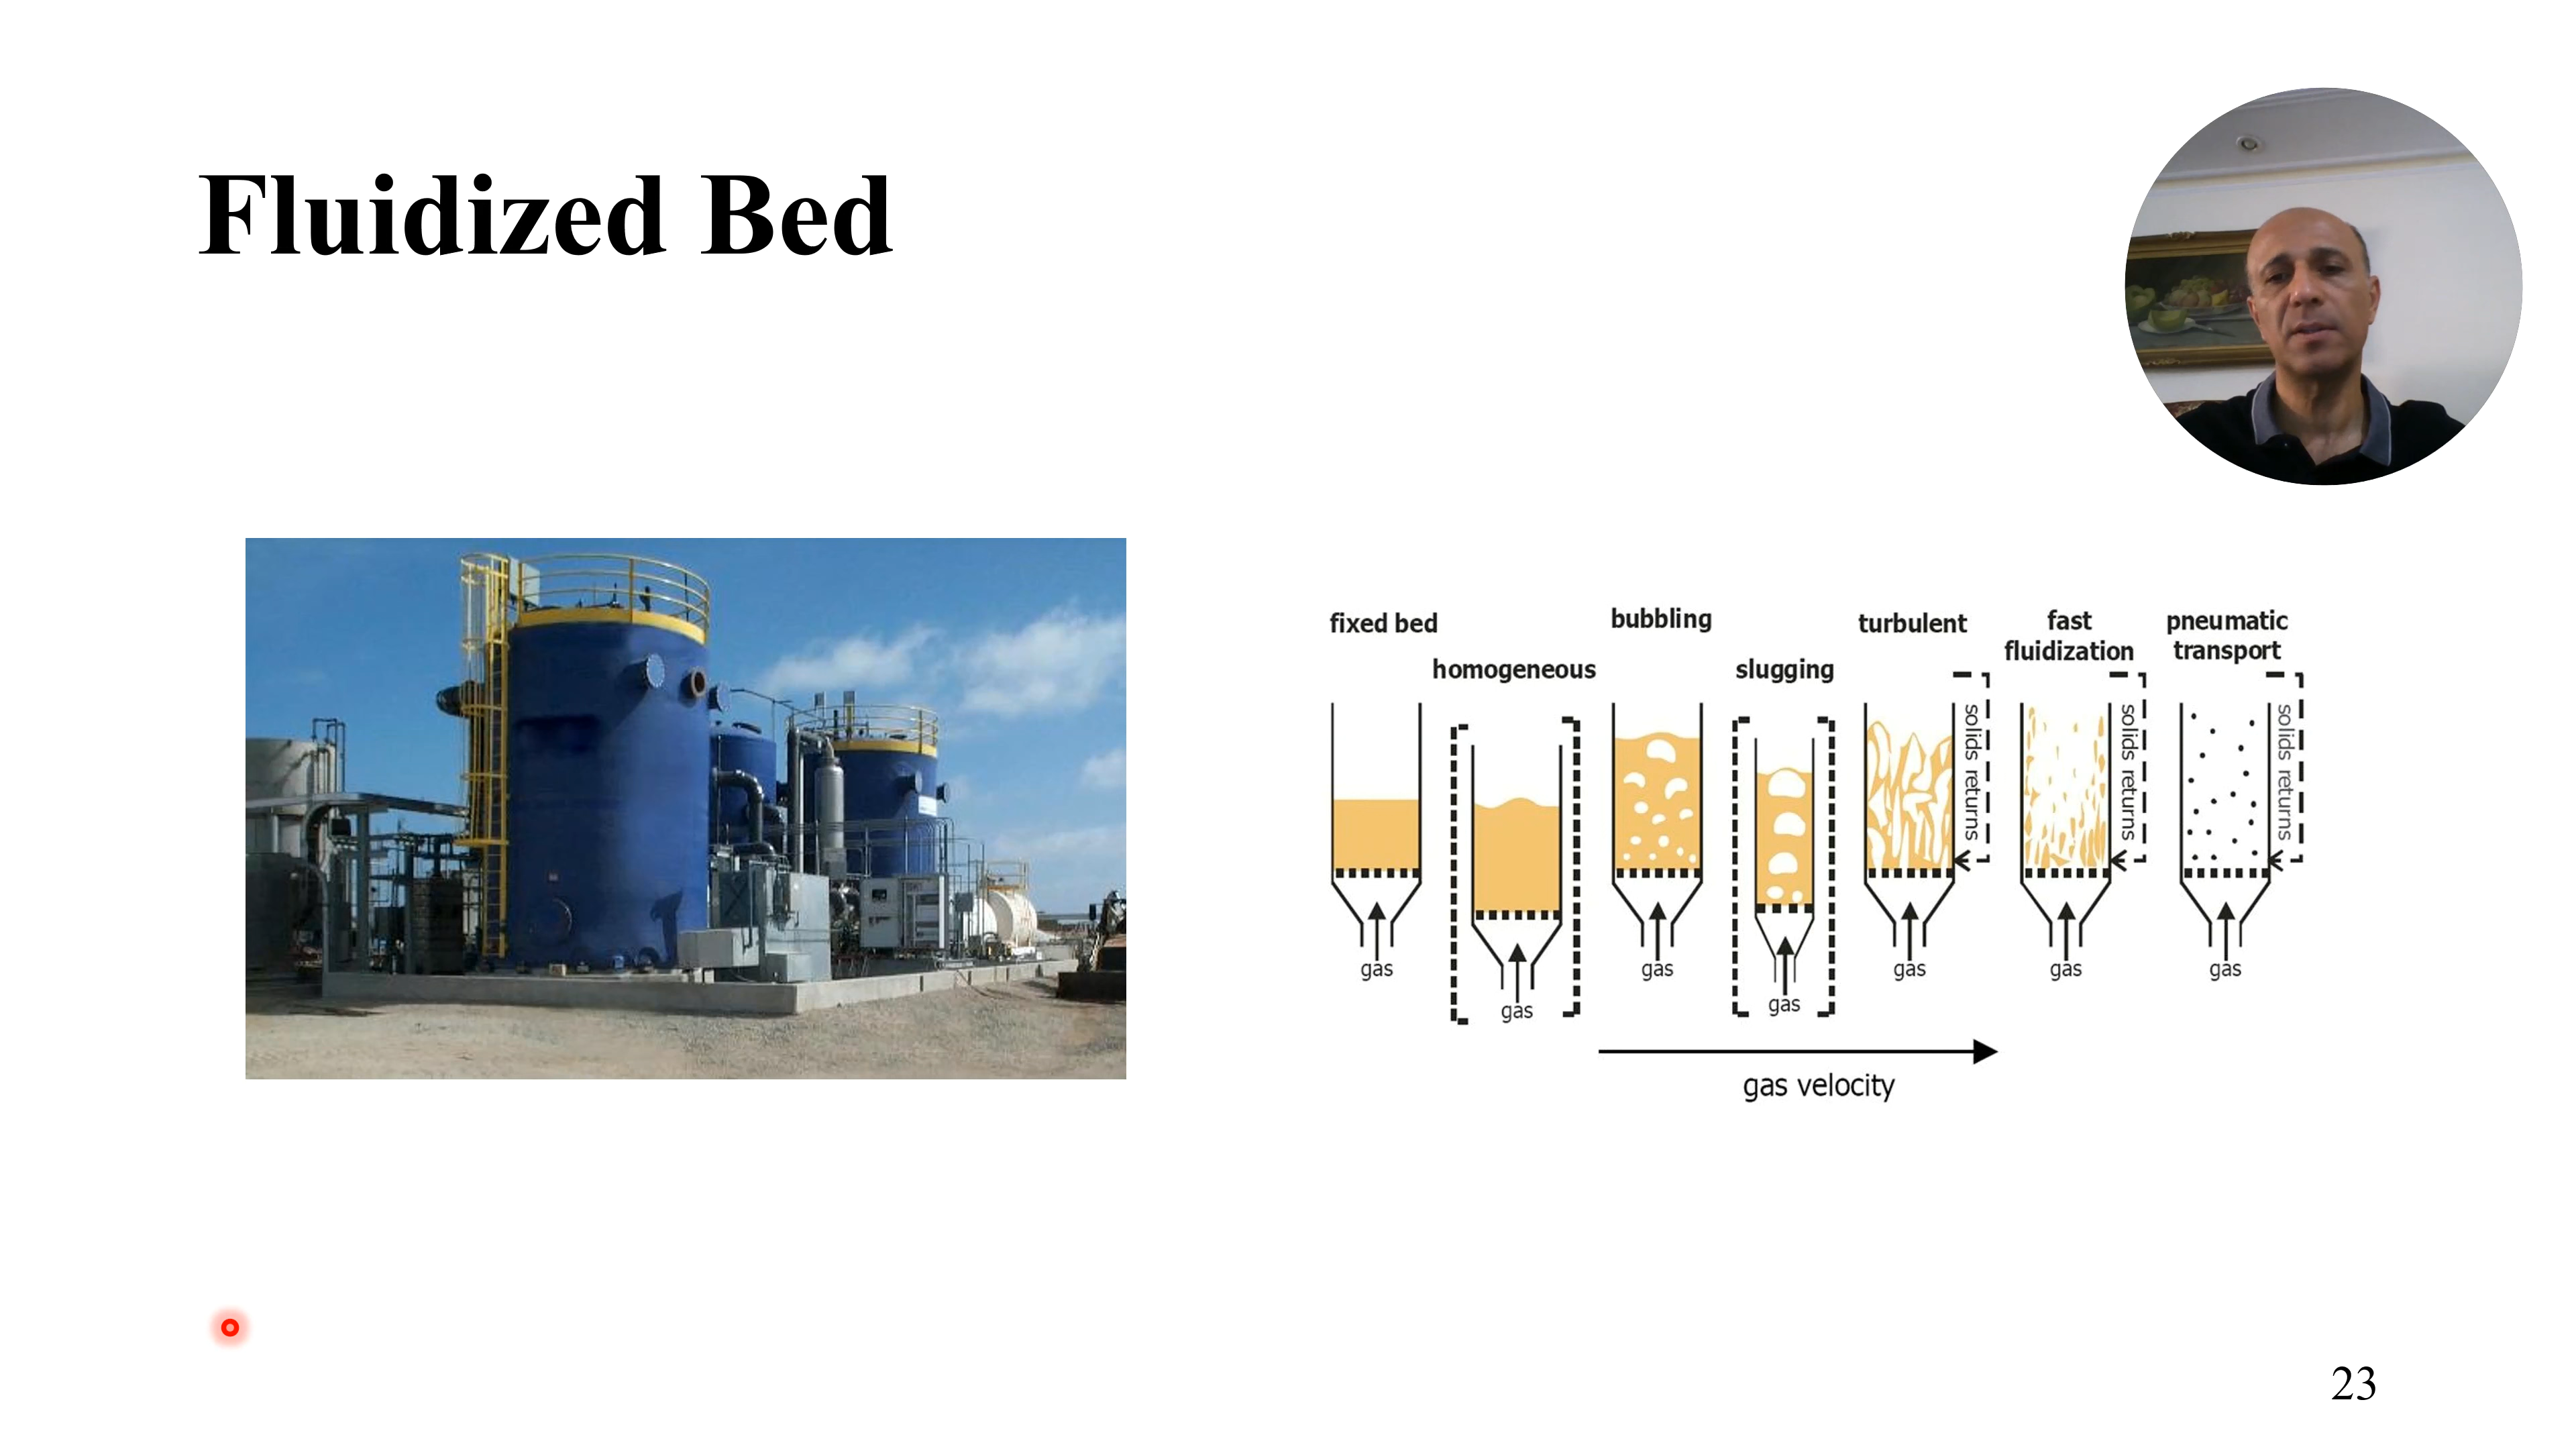 Fluidized Bed
fixed bed
homogeneous
bubbling
slugging
turbulent
fast
fluidization
pneumatic
transport
solids returns
solids returns
solids returns
gas
gas
gas
gas
gas
gas
gas
gas velocity
23